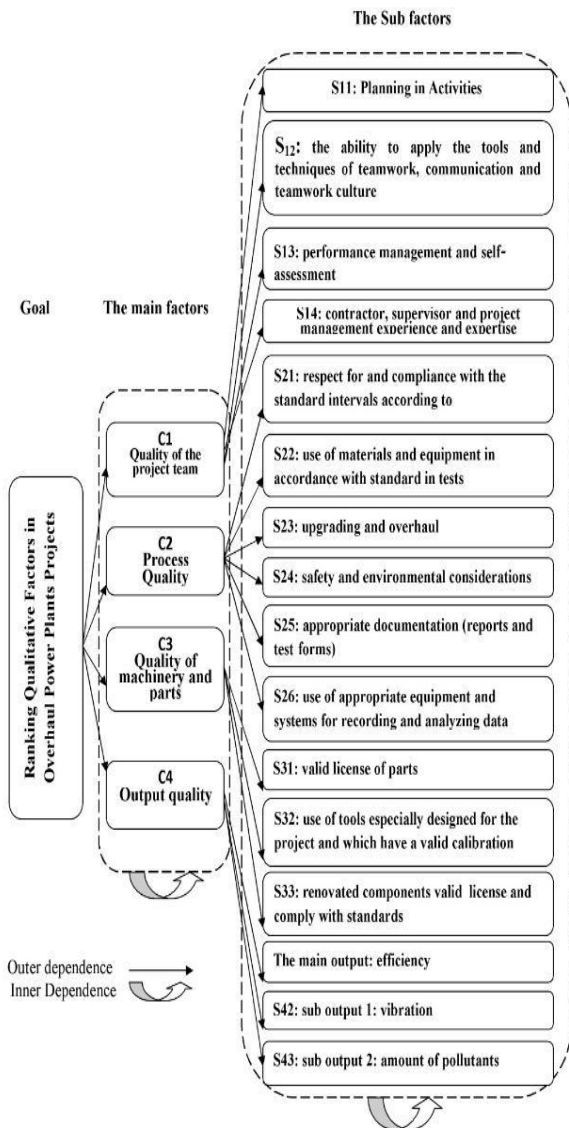 The Sub factors
S11: Planning in Activities
S12: the ability to apply the tools and
techniques of teamwork, communication and
teamwork culture
S13: performance management and self-
assessment
S14: contractor, supervisor and project
management experience and expertise
S21: respect for and compliance with the
standard intervals according to
S22: use of materials and equipment in
accordance with standard in tests
S23: upgrading and overhaul
S24: safety and environmental considerations
S25: appropriate documentation (reports and
test forms)
S26: use of appropriate equipment and
systems for recording and analyzing data
S31: valid license of parts
S32: use of tools especially designed for the
project and which have a valid calibration
S33: renovated components valid license and
comply with standards
The main output: efficiency
S42: sub output 1: vibration
S43: sub output 2: amount of pollutants
Goal
The main factors
Ranking Qualitative Factors in
Overhaul Power Plants Projects
C1
Quality of the
project team
C2
Process
Quality
C3
Quality of
machinery and
parts
C4
Output quality
Outer dependence
Inner Dependence